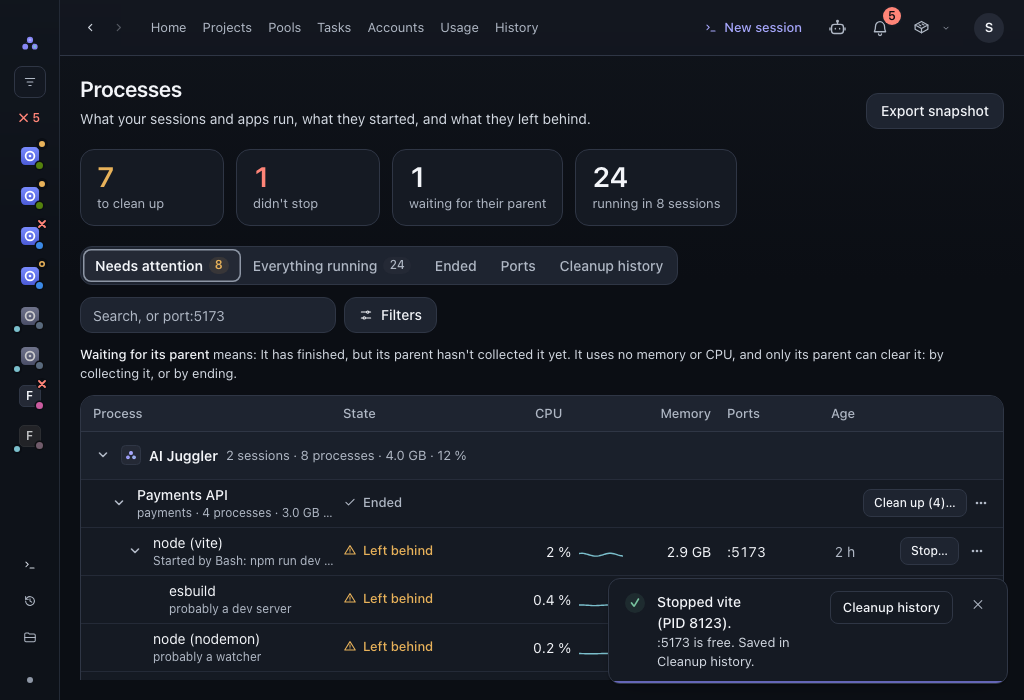 Home Projects Pools Tasks Accounts Usage History
New session
5
S
5
F
F
Processes
What your sessions and apps run, what they started, and what they left behind.
Export snapshot
7
to clean up
1
didn't stop
1
waiting for their parent
24
running in 8 sessions
Needs attention 8 Everything running 24 Ended Ports Cleanup history
Search, or port:5173
Filters
Waiting for its parent means: It has finished, but its parent hasn't collected it yet. It uses no memory or CPU, and only its parent can clear it: by
collecting it, or by ending.
Process State CPU Memory Ports Age
AI Juggler 2 sessions · 8 processes · 4.0 GB · 12 %
Payments API
payments · 4 processes · 3.0 GB ...
Ended
Clean up (4)...
node (vite)
Started by Bash: npm run dev ...
Left behind
2 %
2.9 GB
:5173
2 h
Stop...
esbuild
probably a dev server
Left behind
0.4 %
node (nodemon)
probably a watcher
Left behind
0.2 %
Stopped vite
(PID 8123).
:5173 is free. Saved in
Cleanup history.
Cleanup history